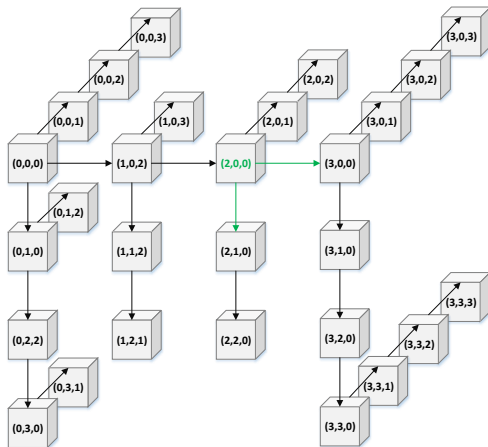 (0,0,3) (3,0,3)
(0,0,2) (2,0,2) (3,0,2)
(0,0,1) (1,0,3) (2,0,1) (3,0,1)
(0,0,0) (1,0,2) (2,0,0) (3,0,0)
(0,1,2)
(0,1,0) (1,1,2) (2,1,0) (3,1,0)
(3,3,3)
(0,2,2) (1,2,1) (2,2,0) (3,2,0) (3,3,2)
(0,3,1) (3,3,1)
(0,3,0) (3,3,0)